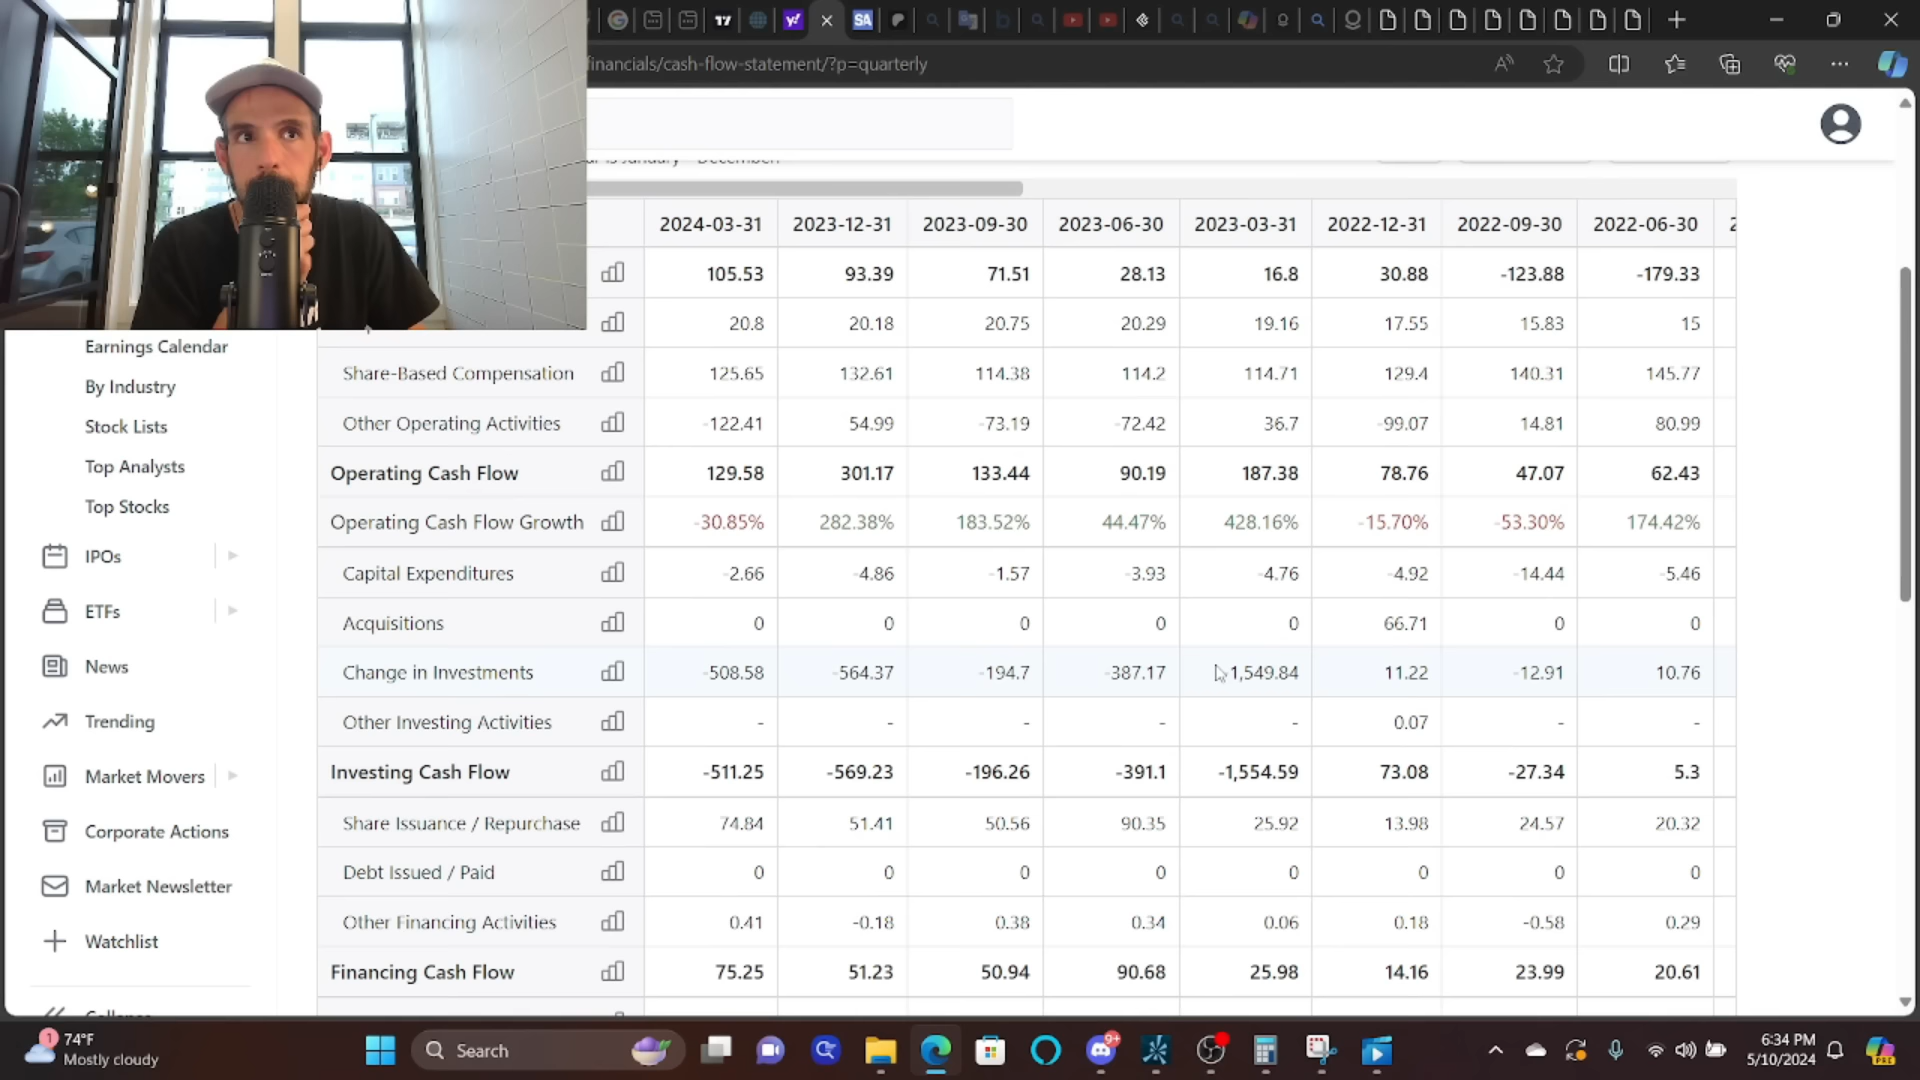 financials/cash-flow-statement/?p=quarterly
2024-03-31 2023-12-31 2023-09-30 2023-06-30 2023-03-31 2022-12-31 2022-09-30 2022-06-30
105.53 93.39 71.51 28.13 16.8 30.88 -123.88 -179.33
20.8 20.18 20.75 20.29 19.16 17.55 15.83 15
Share-Based Compensation 125.65 132.61 114.38 114.2 114.71 129.4 140.31 145.77
Other Operating Activities -122.41 54.99 -73.19 -72.42 36.7 -99.07 14.81 80.99
Operating Cash Flow 129.58 301.17 133.44 90.19 187.38 78.76 47.07 62.43
Operating Cash Flow Growth -30.85% 282.38% 183.52% 44.47% 428.16% -15.70% -53.30% 174.42%
Capital Expenditures -2.66 -4.86 -1.57 -3.93 -4.76 -4.92 -14.44 -5.46
Acquisitions 0 0 0 0 0 66.71 0 0
Change in Investments -508.58 -564.37 -194.7 -387.17 1,549.84 11.22 -12.91 10.76
Other Investing Activities - - - - - 0.07 - -
Investing Cash Flow -511.25 -569.23 -196.26 -391.1 -1,554.59 73.08 -27.34 5.3
Share Issuance / Repurchase 74.84 51.41 50.56 90.35 25.92 13.98 24.57 20.32
Debt Issued / Paid 0 0 0 0 0 0 0 0
Other Financing Activities 0.41 -0.18 0.38 0.34 0.06 0.18 -0.58 0.29
Financing Cash Flow 75.25 51.23 50.94 90.68 25.98 14.16 23.99 20.61
Earnings Calendar
By Industry
Stock Lists
Top Analysts
Top Stocks
IPOs
ETFs
News
Trending
Market Movers
Corporate Actions
Market Newsletter
Watchlist
1
74°F
Mostly cloudy
Search
9+
6:34 PM
5/10/2024